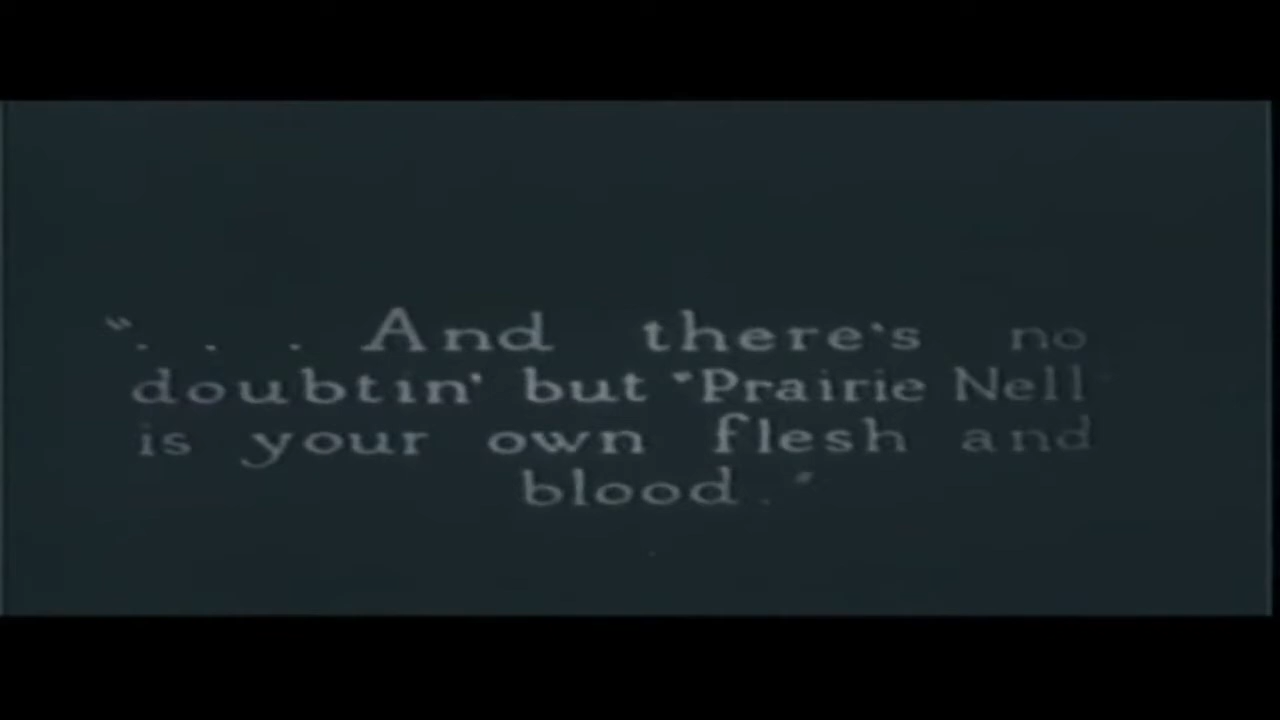 “. . . And there's no
doubtin' but "Prairie Nell"
is your own flesh and
blood."